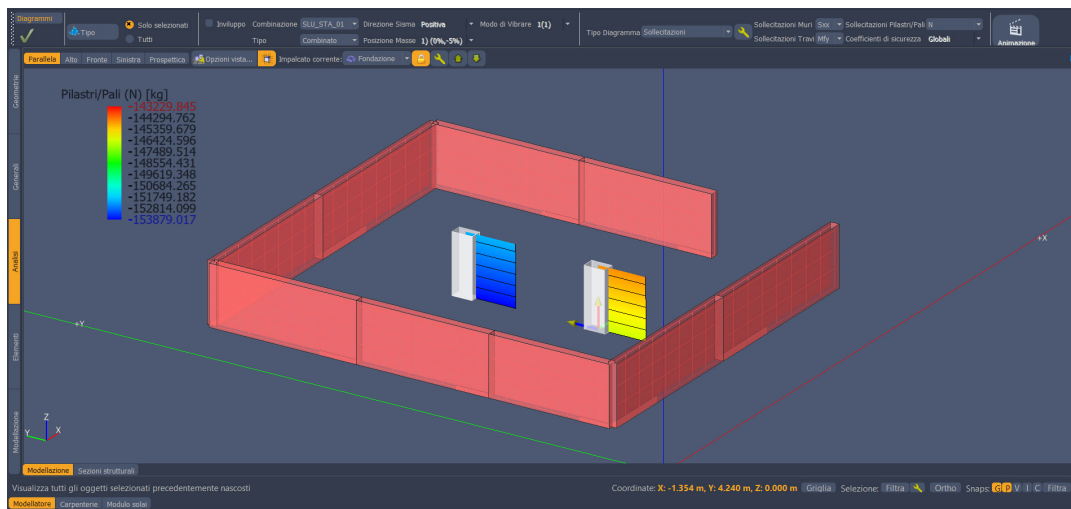 Diagrammi
Tipo
Solo selezionati
Tutti
Inviluppo Combinazione SLU_STA_01 Direzione Sisma Positiva Modo di Vibrare 1(1)
Tipo Combinato Posizione Masse 1) (0%,-5%)
Tipo Diagramma Sollecitazioni
Sollecitazioni Muri Sxx Sollecitazioni Pilastri/Pali N
Sollecitazioni Travi Mfy Coefficienti di sicurezza Globali
Animazione
Parallela Alto Fronte Sinistra Prospettica Opzioni vista... Impalcato corrente: Fondazione
Geometrie
Generali
Analisi
Elementi
Modellazione
Pilastri/Pali (N) [kg]
-143229.845
-144294.762
-145359.679
-146424.596
-147489.514
-148554.431
-149619.348
-150684.265
-151749.182
-152814.099
-153879.017
+X
+Y
Z
Y
X
Modellazione Sezioni strutturali
Visualizza tutti gli oggetti selezionati precedentemente nascosti
Coordinate: X: -1.354 m, Y: 4.240 m, Z: 0.000 m Griglia Selezione: Filtra Ortho Snaps: G P V I C Filtra
Modellatore Carpenterie Modulo solai